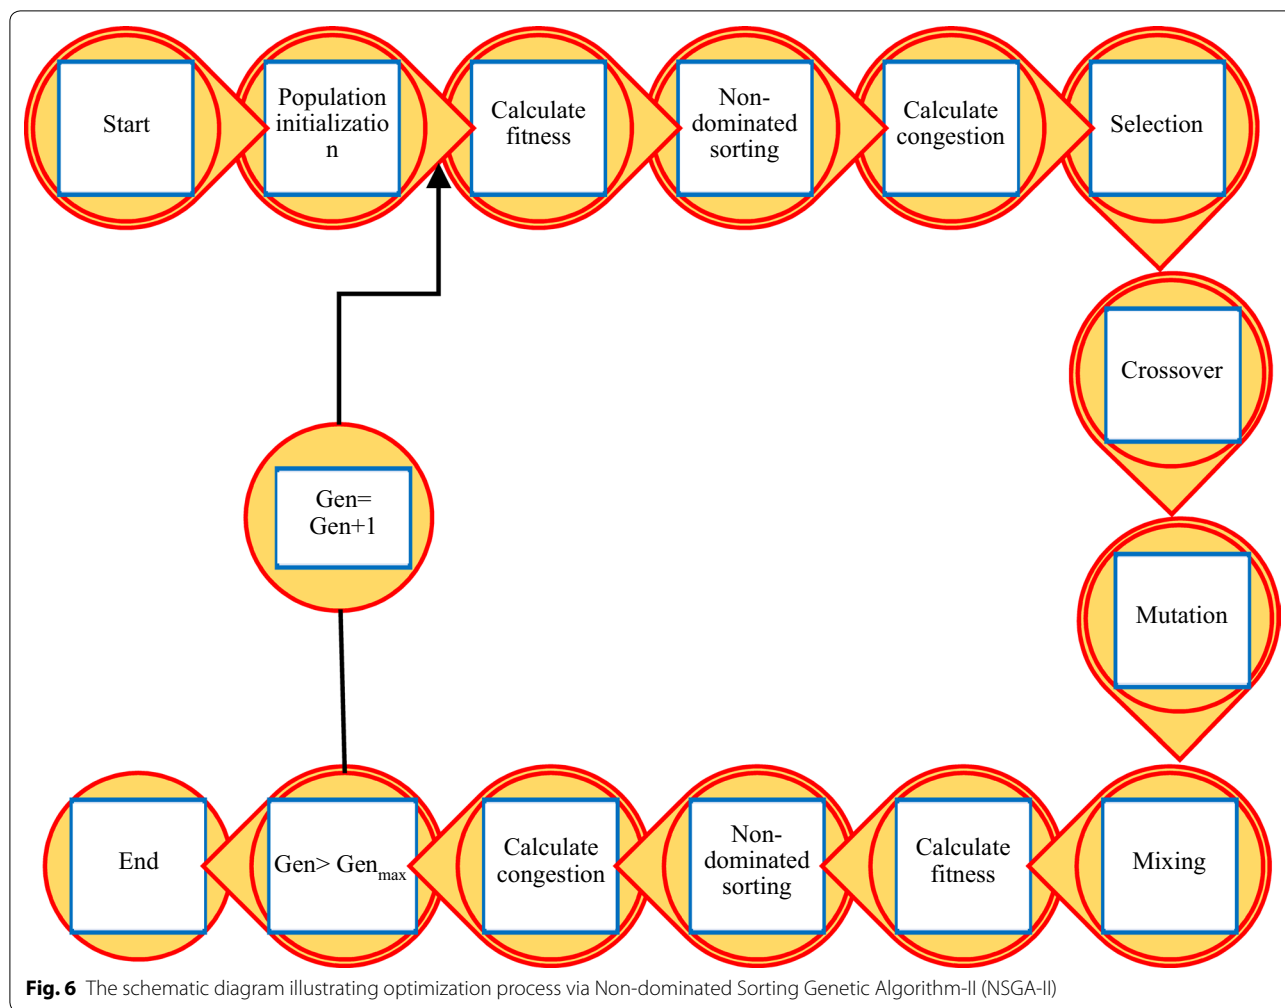 Start
Population
initializatio
n
Calculate
fitness
Non-
dominated
sorting
Calculate
congestion
Selection
Crossover
Mutation
Mixing
Calculate
fitness
Non-
dominated
sorting
Calculate
congestion
Gen> Genmax
End
Gen=
Gen+1
Fig. 6 The schematic diagram illustrating optimization process via Non-dominated Sorting Genetic Algorithm-II (NSGA-II)